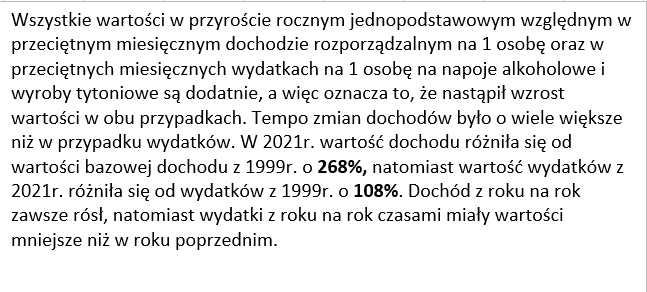 Wszystkie wartości w przyroście rocznym jednopodstawowym względnym w
przeciętnym miesięcznym dochodzie rozporządzalnym na 1 osobę oraz w
przeciętnych miesięcznych wydatkach na 1 osobę na napoje alkoholowe i
wyroby tytoniowe są dodatnie, a więc oznacza to, że nastąpił wzrost
wartości w obu przypadkach. Tempo zmian dochodów było o wiele większe
niż w przypadku wydatków. W 2021r. wartość dochodu różniła się od
wartości bazowej dochodu z 1999r. o 268%, natomiast wartość wydatków z
2021r. różniła się od wydatków z 1999r. o 108%. Dochód z roku na rok
zawsze rósł, natomiast wydatki z roku na rok czasami miały wartości
mniejsze niż w roku poprzednim.